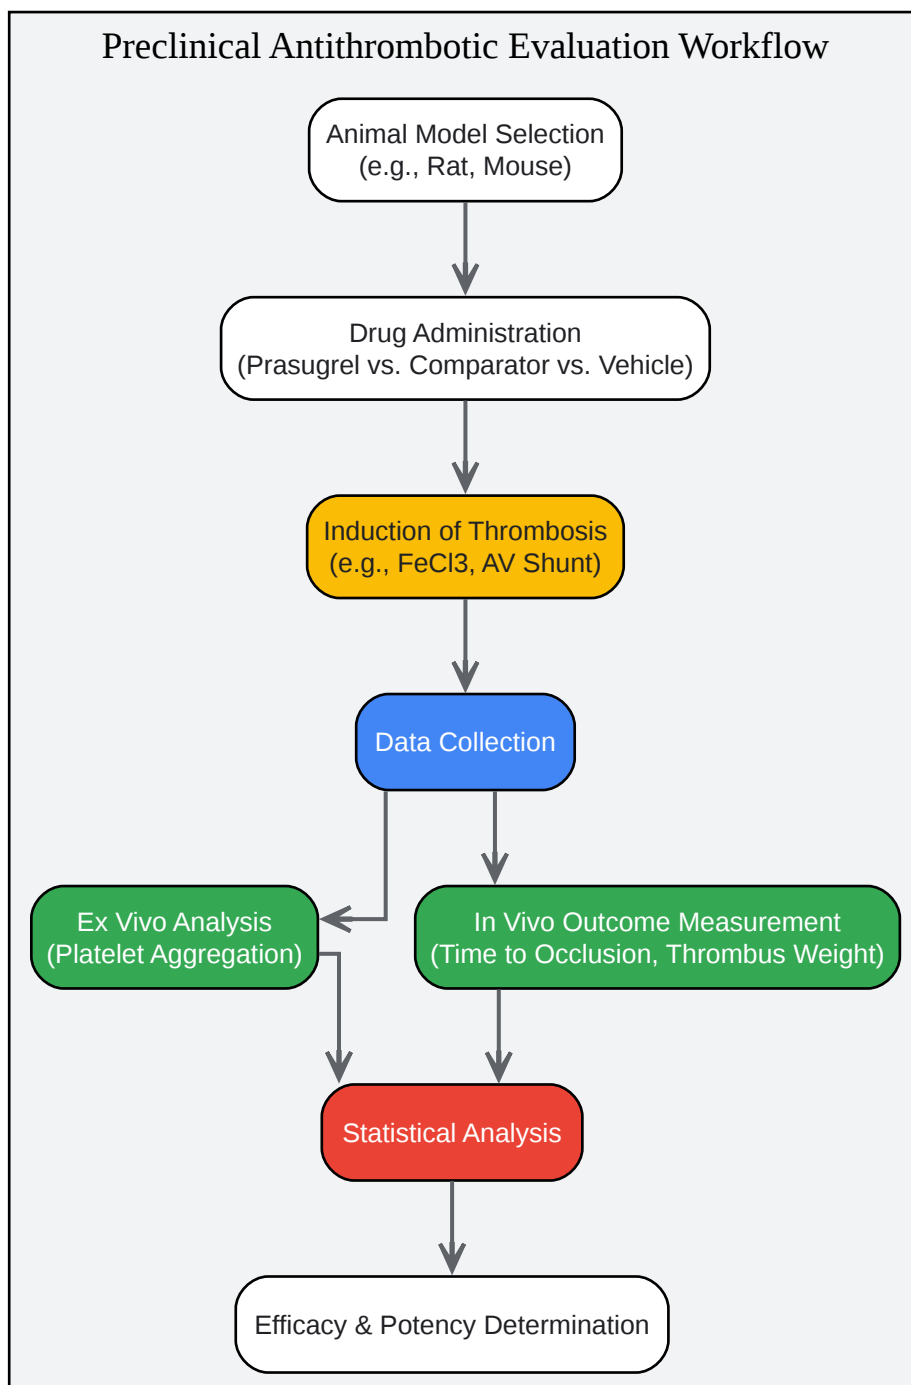 Preclinical Antithrombotic Evaluation Workflow
Animal Model Selection
(e.g., Rat, Mouse)
Drug Administration
(Prasugrel vs. Comparator vs. Vehicle)
Induction of Thrombosis
(e.g., FeCl3, AV Shunt)
Data Collection
Ex Vivo Analysis
(Platelet Aggregation)
In Vivo Outcome Measurement
(Time to Occlusion, Thrombus Weight)
Statistical Analysis
Efficacy & Potency Determination